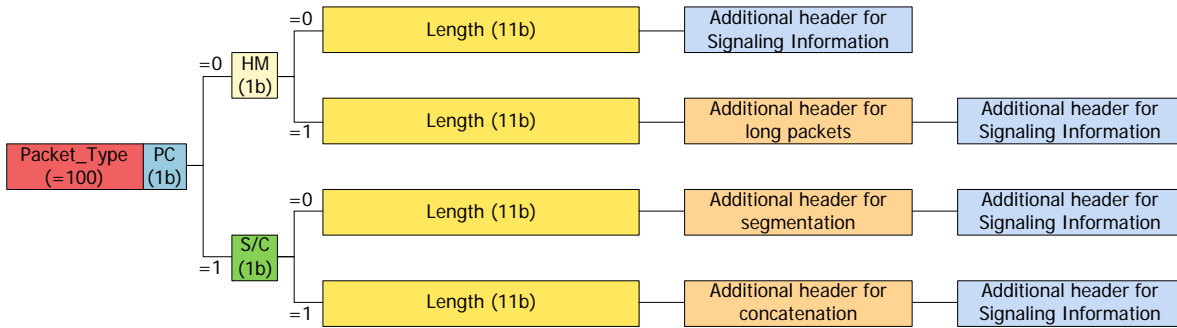 =0
Length (11b)
Additional header for
Signaling Information
=0
HM
(1b)
=1
Length (11b)
Additional header for
long packets
Additional header for
Signaling Information
Packet_Type
(=100)
PC
(1b)
=0
Length (11b)
Additional header for
segmentation
Additional header for
Signaling Information
=1
S/C
(1b)
=1
Length (11b)
Additional header for
concatenation
Additional header for
Signaling Information